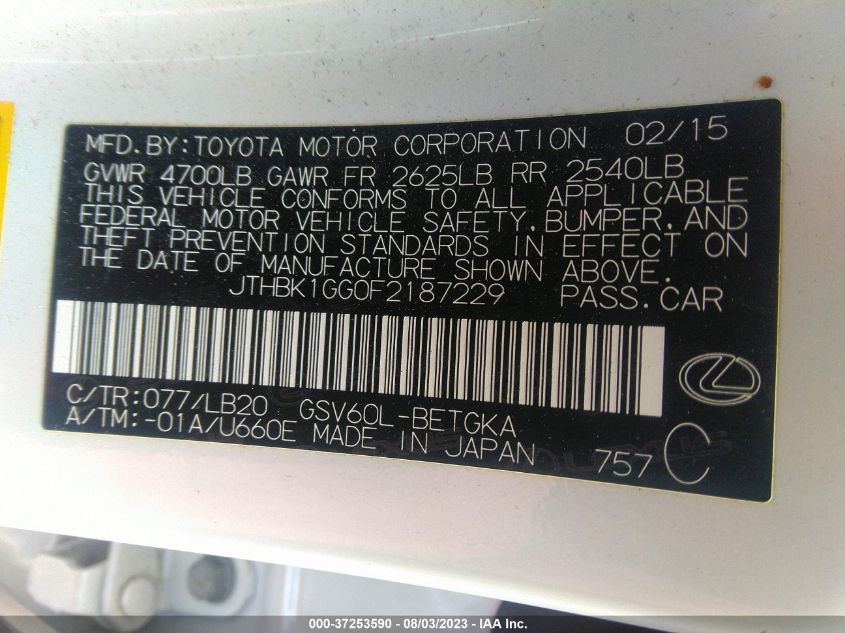 MFD. BY: TOYOTA MOTOR CORPORATION 02/15
GVWR 4700LB GAWR FR 2625LB RR 2540LB
THIS VEHICLE CONFORMS TO ALL APPLICABLE
FEDERAL MOTOR VEHICLE SAFETY, BUMPER, AND
THEFT PREVENTION STANDARDS IN EFFECT ON
THE DATE OF MANUFACTURE SHOWN ABOVE.
JTHBK1GG0F2187229 PASS. CAR
C/TR: 077/LB20 GSV60L-BETGKA
A/TM: -01A/U660E MADE IN JAPAN 757 C
000-37253590 - 08/03/2023 - IAA Inc.